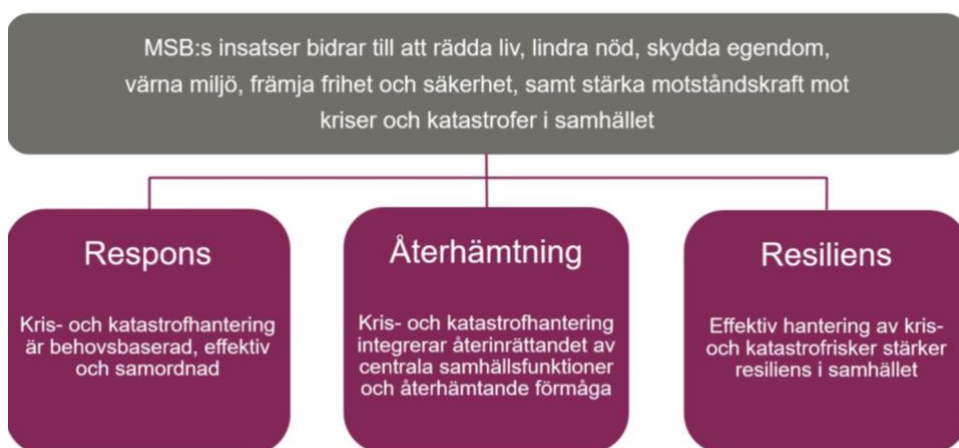 MSB:s insatser bidrar till att rädda liv, lindra nöd, skydda egendom,
värna miljö, främja frihet och säkerhet, samt stärka motståndskraft mot
kriser och katastrofer i samhället
Respons
Kris- och katastrofhantering
är behovsbaserad, effektiv
och samordnad
Återhämtning
Kris- och katastrofhantering
integrerar återinrättandet av
centrala samhällsfunktioner
och återhämtande förmåga
Resiliens
Effektiv hantering av kris-
och katastrofrisker stärker
resiliens i samhället